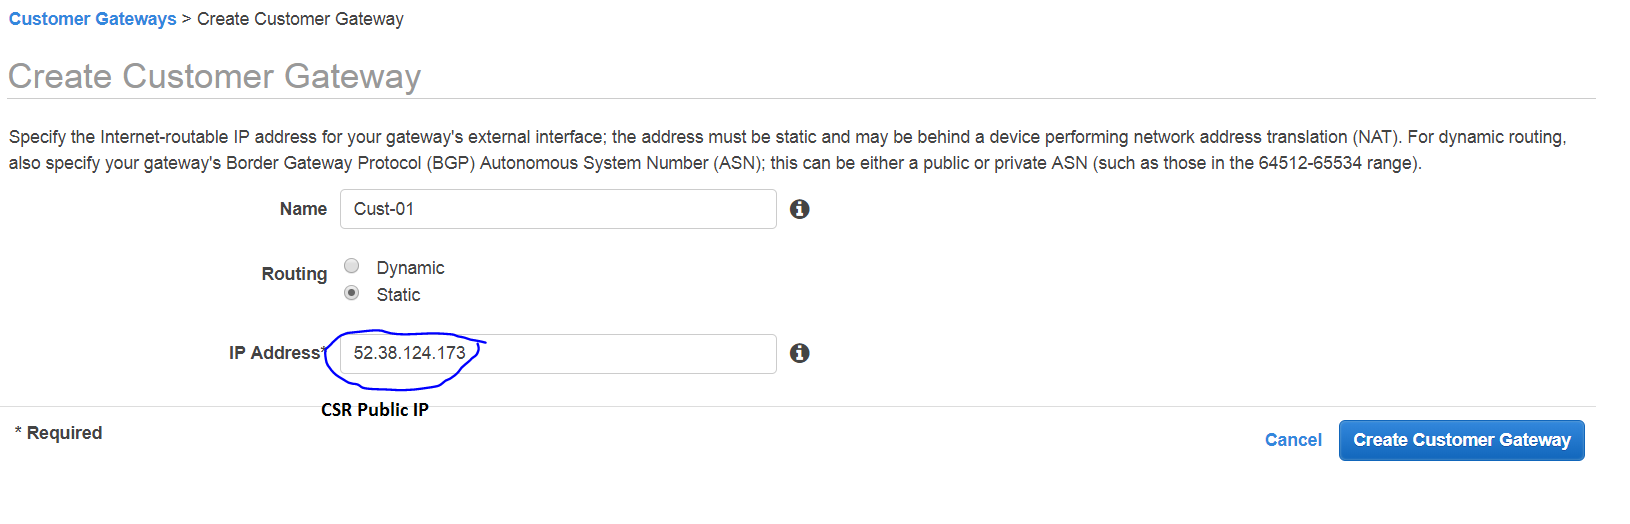 Customer Gateways > Create Customer Gateway
Create Customer Gateway
Specify the Internet-routable IP address for your gateway's external interface; the address must be static and may be behind a device performing network address translation (NAT). For dynamic routing,
also specify your gateway's Border Gateway Protocol (BGP) Autonomous System Number (ASN); this can be either a public or private ASN (such as those in the 64512-65534 range).
Name Cust-01
Routing Dynamic
Static
IP Address* 52.38.124.173
CSR Public IP
* Required
Cancel Create Customer Gateway